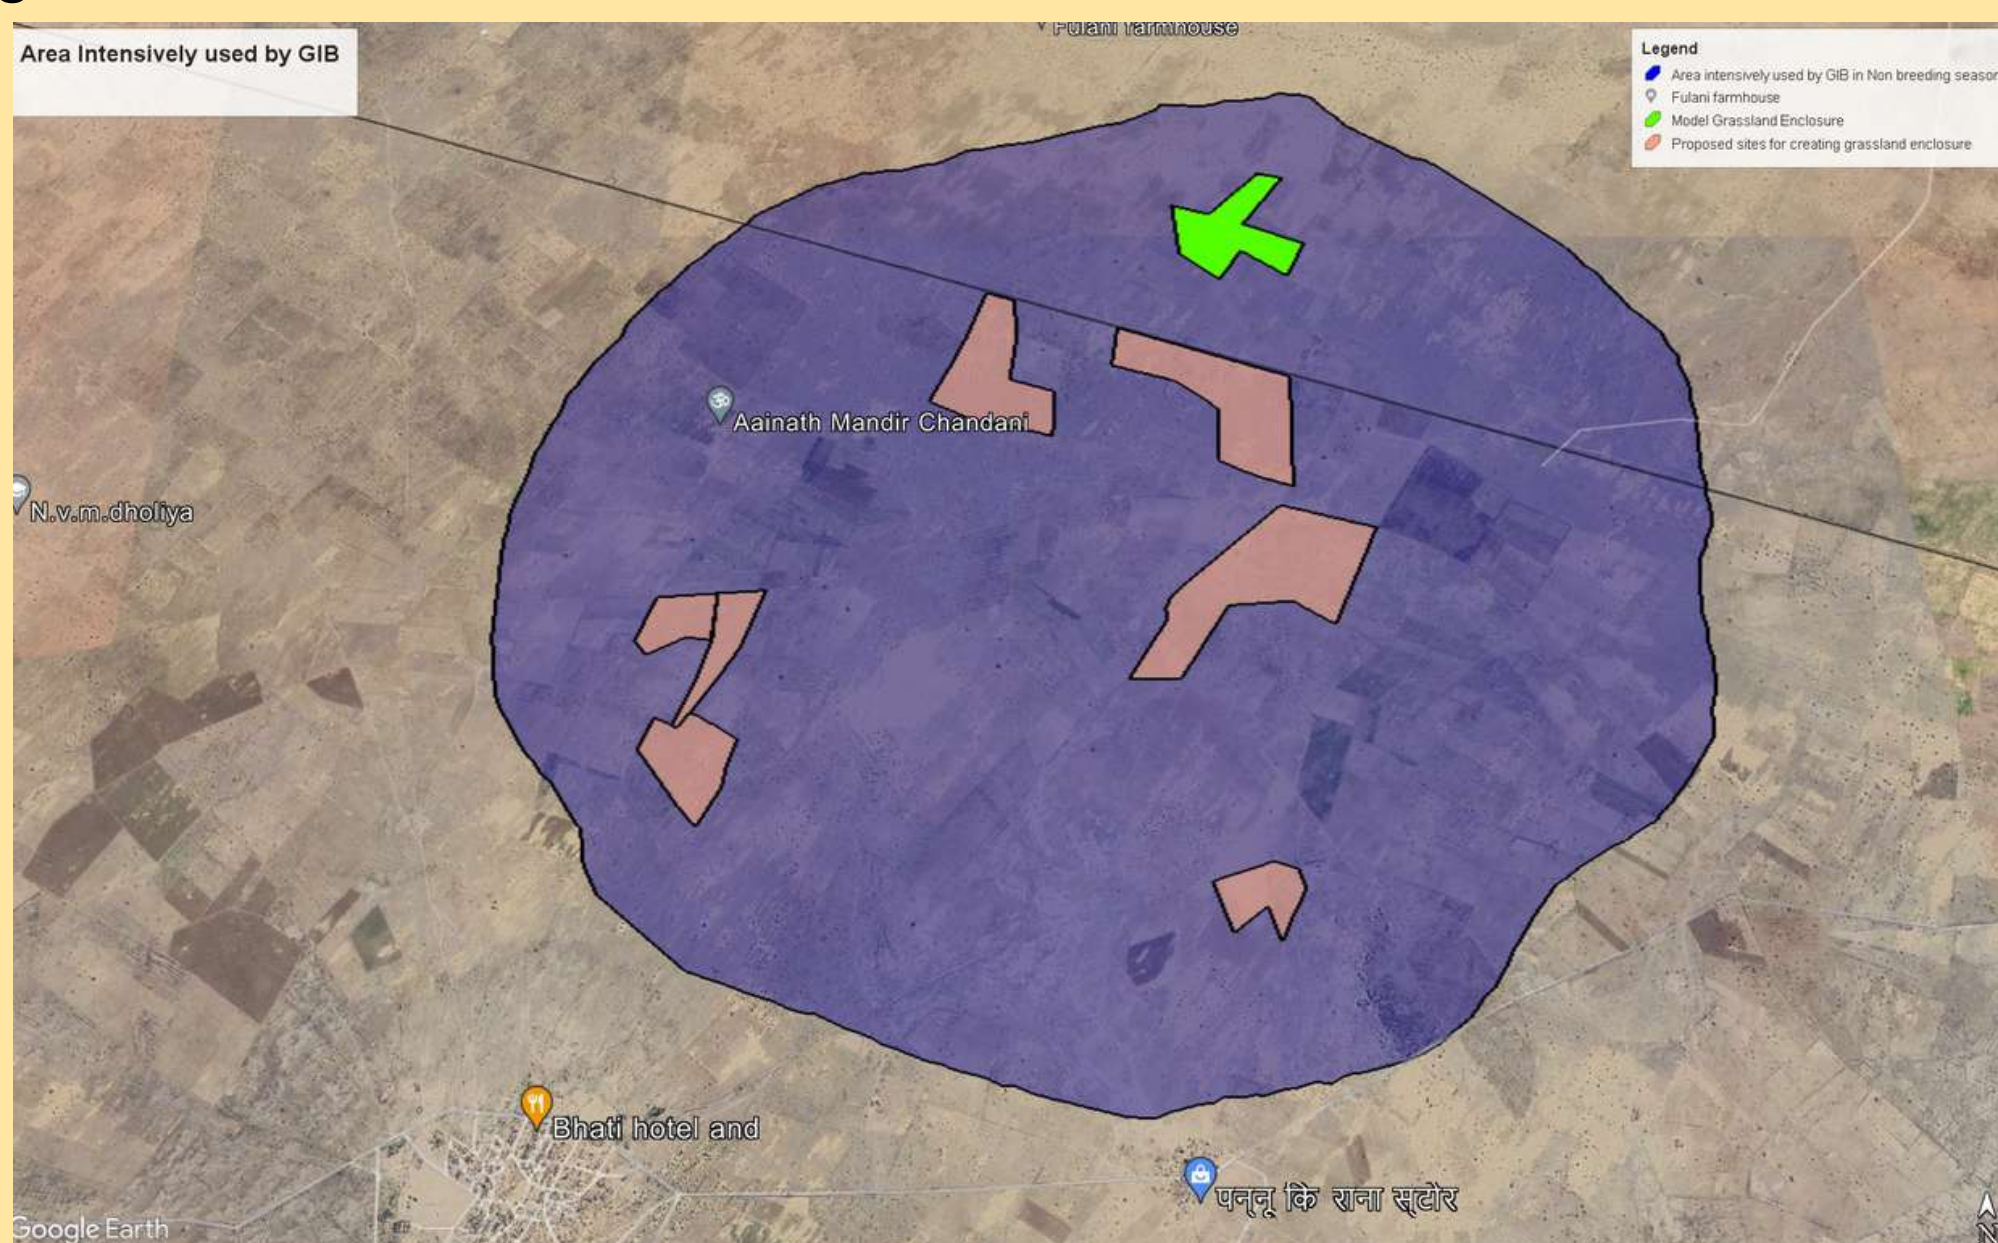 Fulani farmhouse
Area Intensively used by GIB
Legend
Area intensively used by GIB in Non breeding season
Fulani farmhouse
Model Grassland Enclosure
Proposed sites for creating grassland enclosure
Aainath Mandir Chandani
N.v.m.dholiya
Bhati hotel and
पन्नू कि राना स्टोर
Google Earth
N